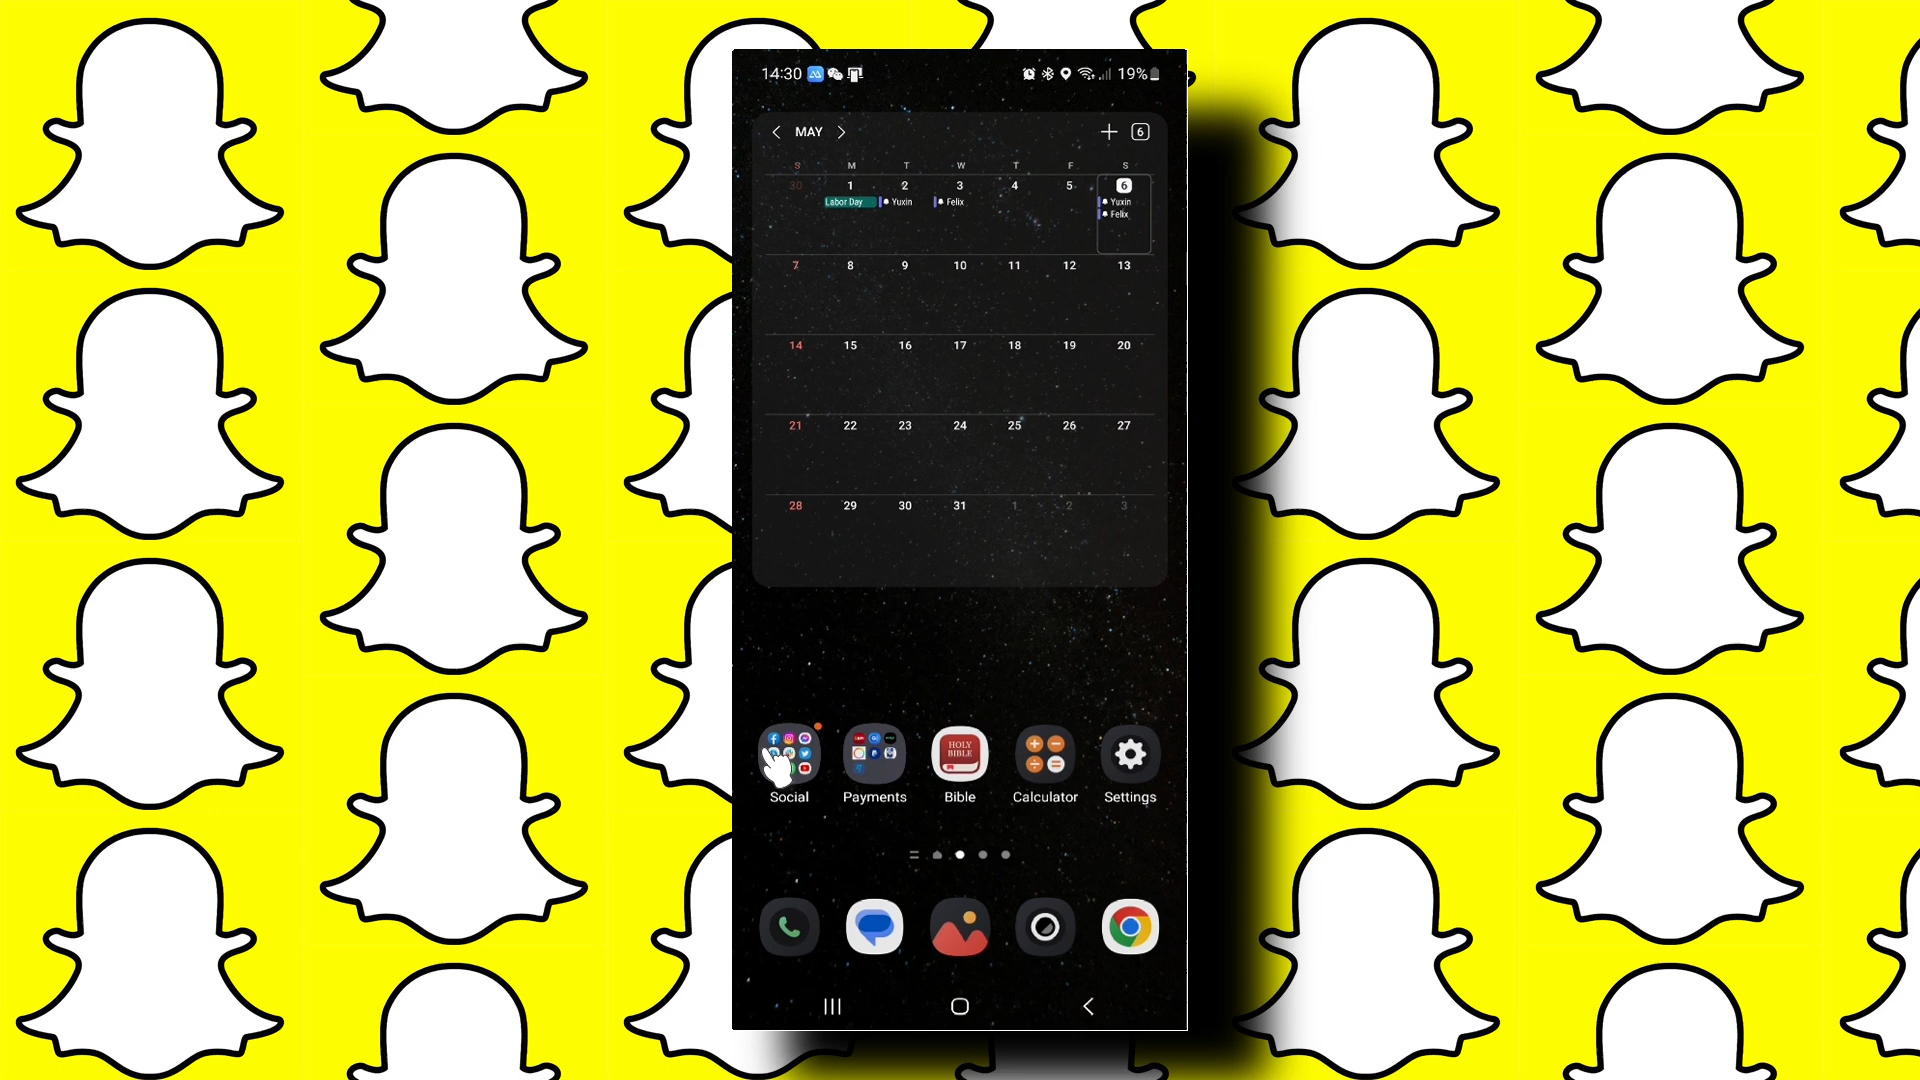 14:30
19%
MAY
6
S M T W T F S
30 1 2 3 4 5 6
Labor Day Yuxin Felix Yuxin
Felix
7 8 9 10 11 12 13
14 15 16 17 18 19 20
21 22 23 24 25 26 27
28 29 30 31 1 2 3
HOLY
BIBLE
Social Payments Bible Calculator Settings